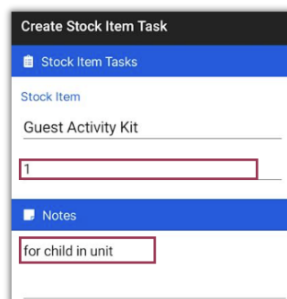 Create Stock Item Task
Stock Item Tasks
Stock Item
Guest Activity Kit
1
Notes
for child in unit